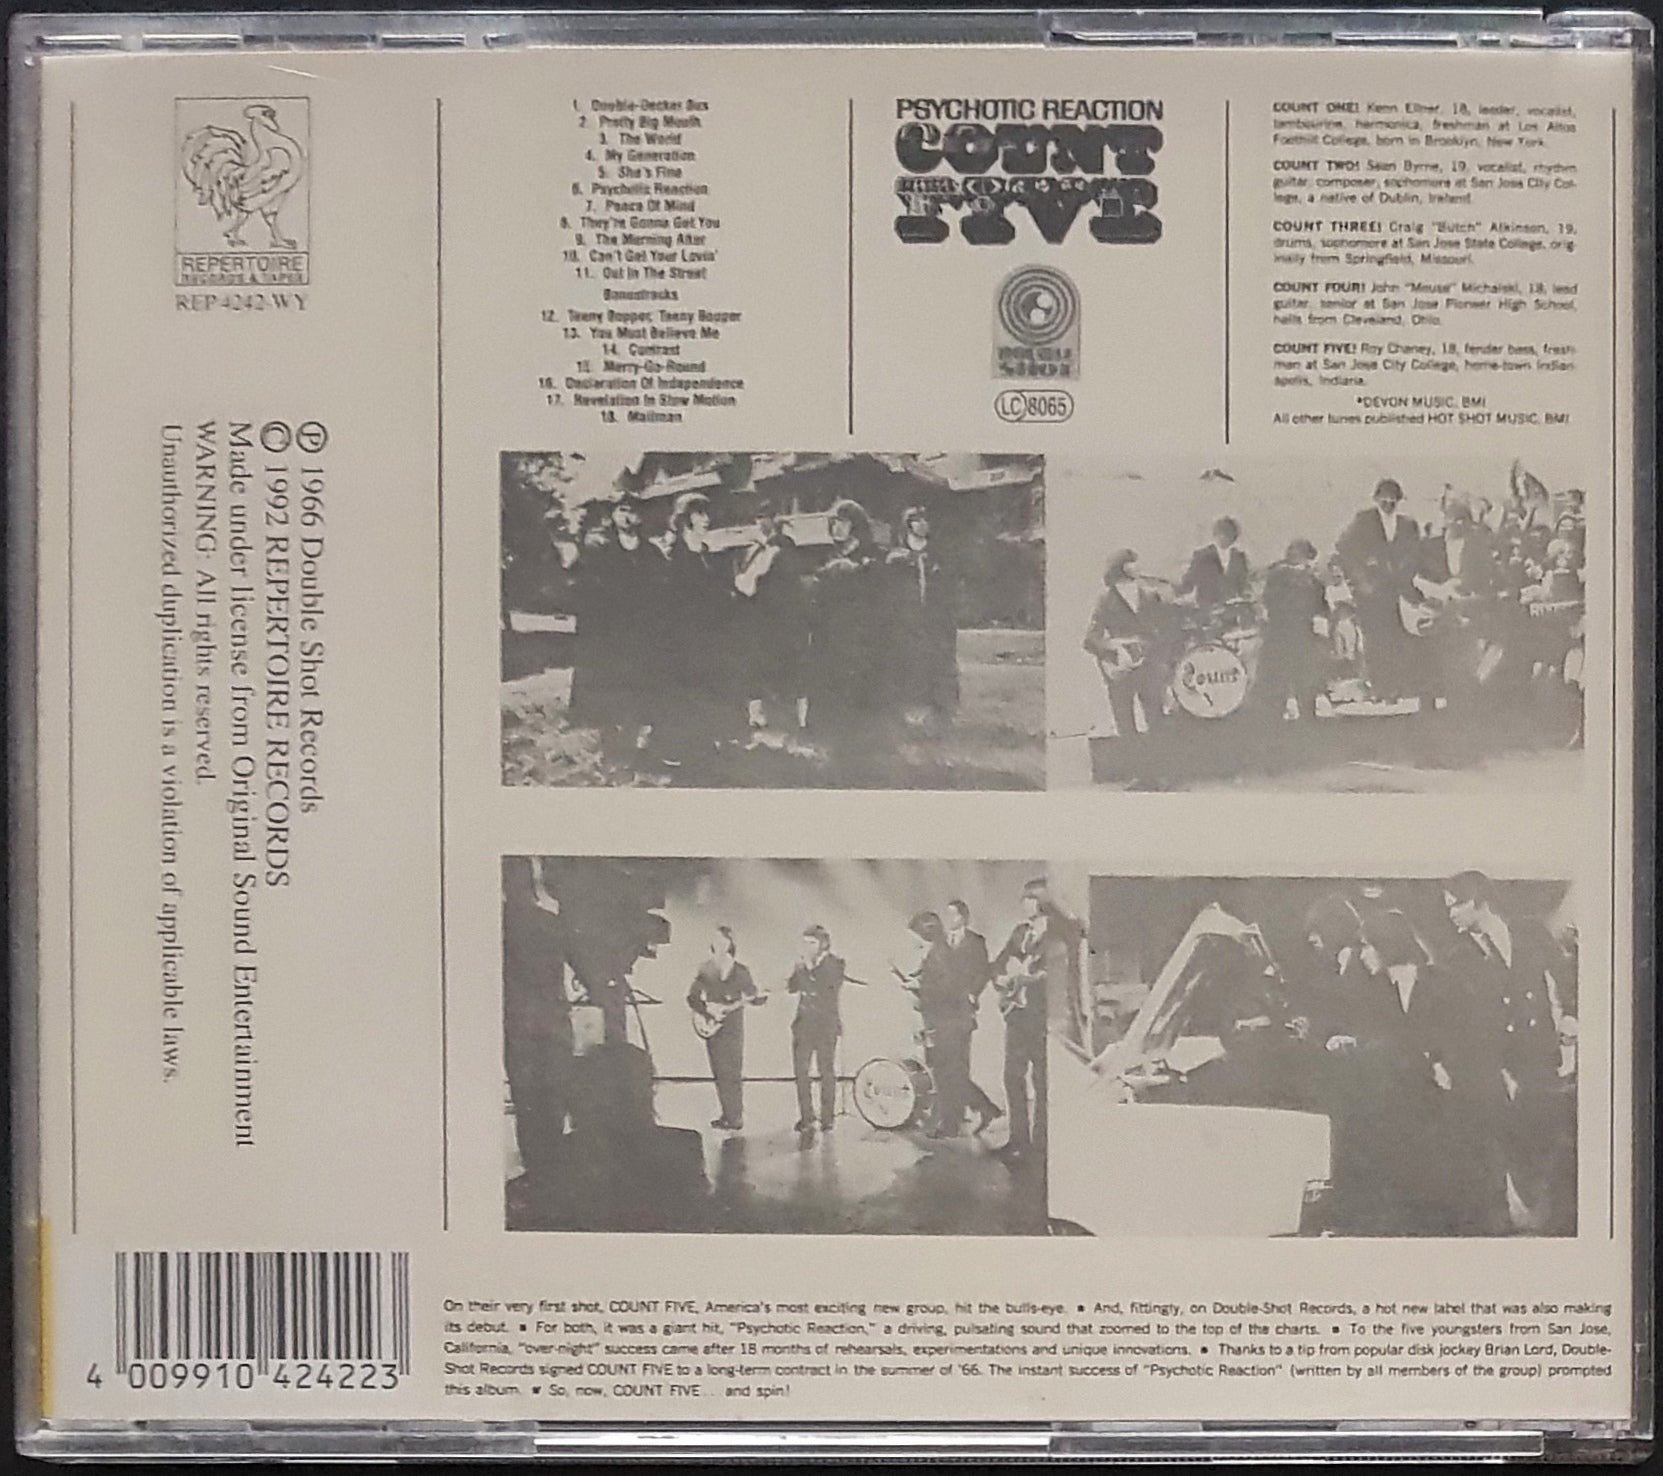 REPERTOIRE
RECORDS & TAPES
REP 4242-WY
Ⓟ 1966 Double Shot Records
© 1992 REPERTOIRE RECORDS
Made under license from Original Sound Entertainment
WARNING: All rights reserved.
Unauthorized duplication is a violation of applicable laws.
4 009910 424223
1. Double-Decker Bus
2. Pretty Big Mouth
3. The World
4. My Generation
5. She's Fine
6. Psychotic Reaction
7. Peace Of Mind
8. They're Gonna Get You
9. The Morning After
10. Can't Get Your Lovin'
11. Out In The Street
Bonustracks
12. Teeny Bopper, Teeny Bopper
13. You Must Believe Me
14. Contrast
15. Merry-Go-Round
16. Declaration Of Independence
17. Revelation In Slow Motion
18. Mailman
PSYCHOTIC REACTION
COUNT
FIVE
DOUBLE
SHOT
LC 8065
COUNT ONE! Kenn Ellner, 18, leader, vocalist,
tambourine, harmonica, freshman at Los Altos
Foothill College, born in Brooklyn, New York.
COUNT TWO! Sean Byrne, 19, vocalist, rhythm
guitar, composer, sophomore at San Jose City Col-
lege, a native of Dublin, Ireland.
COUNT THREE! Craig "Butch" Atkinson, 19,
drums, sophomore at San Jose State College, orig-
inally from Springfield, Missouri.
COUNT FOUR! John "Mouse" Michalski, 18, lead
guitar, senior at San Jose Pioneer High School,
hails from Cleveland, Ohio.
COUNT FIVE! Roy Chaney, 18, fender bass, fresh-
man at San Jose City College, home-town Indian-
apolis, Indiana.
*DEVON MUSIC, BMI
All other tunes published HOT SHOT MUSIC, BMI
Count
V
Count
On their very first shot, COUNT FIVE, America's most exciting new group, hit the bulls-eye. ■ And, fittingly, on Double-Shot Records, a hot new label that was also making
its debut. ■ For both, it was a giant hit, "Psychotic Reaction," a driving, pulsating sound that zoomed to the top of the charts. ■ To the five youngsters from San Jose,
California, "over-night" success came after 18 months of rehearsals, experimentations and unique innovations. ■ Thanks to a tip from popular disk jockey Brian Lord, Double-
Shot Records signed COUNT FIVE to a long-term contract in the summer of '66. The instant success of "Psychotic Reaction" (written by all members of the group) prompted
this album. ■ So, now, COUNT FIVE... and spin!